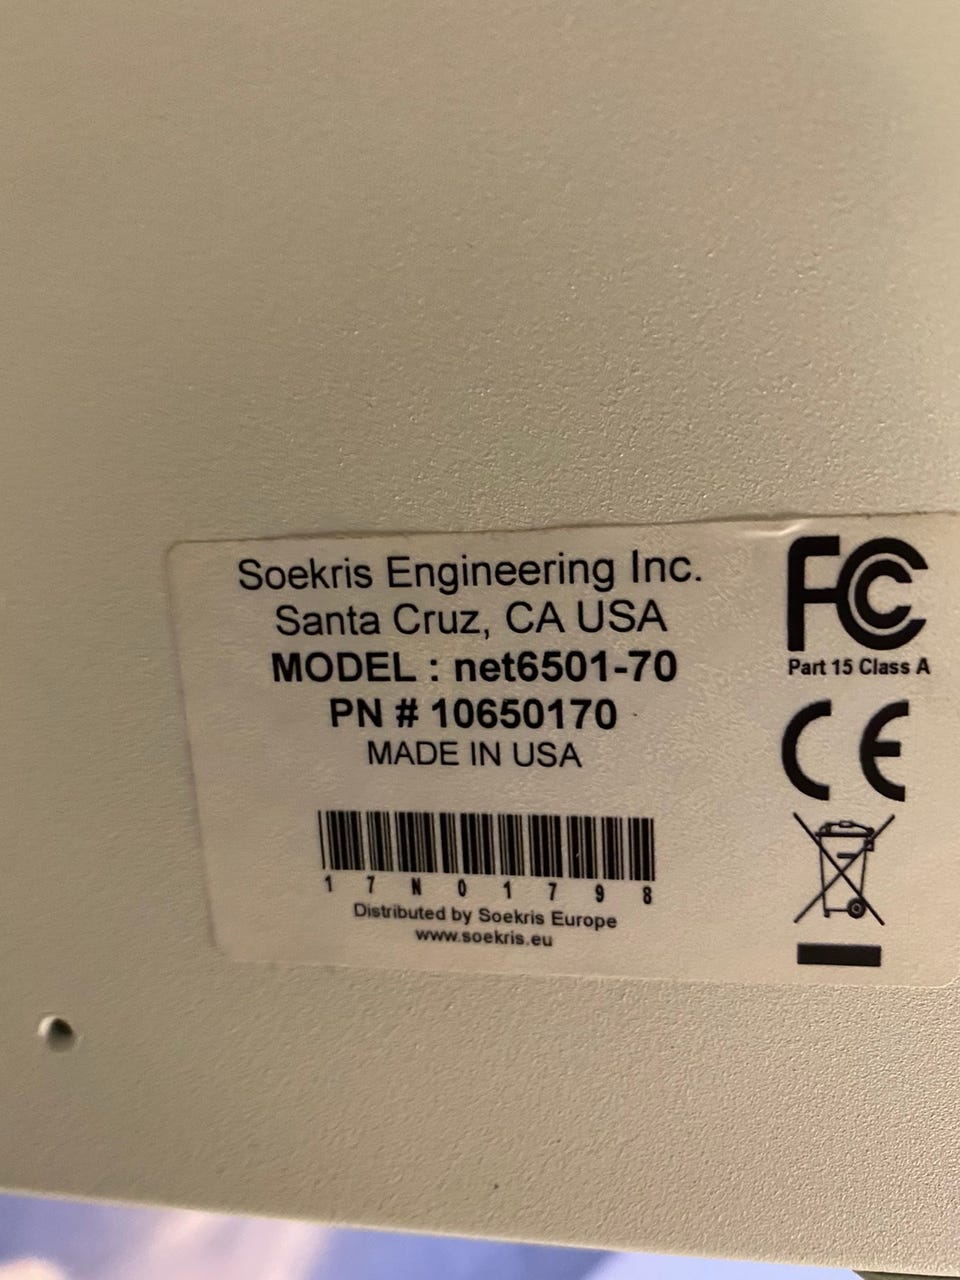 Soekris Engineering Inc.
Santa Cruz, CA USA
MODEL : net6501-70
PN # 10650170
MADE IN USA
17N01798
Distributed by Soekris Europe
www.soekris.eu
FC
Part 15 Class A
CE